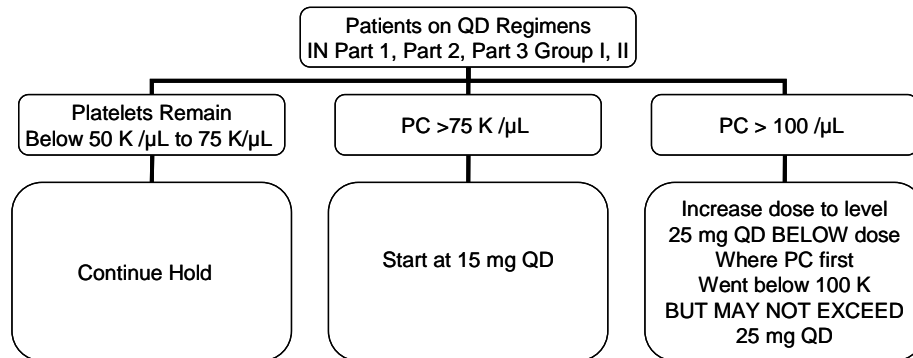 Patients on QD Regimens
IN Part 1, Part 2, Part 3 Group I, II
Platelets Remain
Below 50 K /µL to 75 K/µL
PC >75 K /µL
PC > 100 /µL
Continue Hold
Start at 15 mg QD
Increase dose to level
25 mg QD BELOW dose
Where PC first
Went below 100 K
BUT MAY NOT EXCEED
25 mg QD